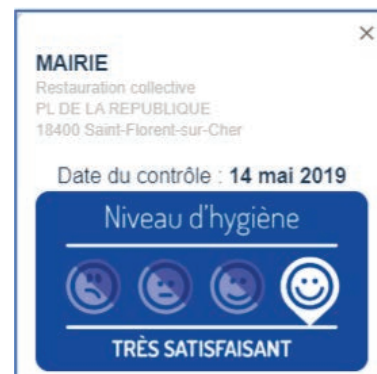 MAIRIE
Restauration collective
PL DE LA REPUBLIQUE
18400 Saint-Florent-sur-Cher
Date du contrôle : 14 mai 2019
Niveau d'hygiène
TRÈS SATISFAISANT